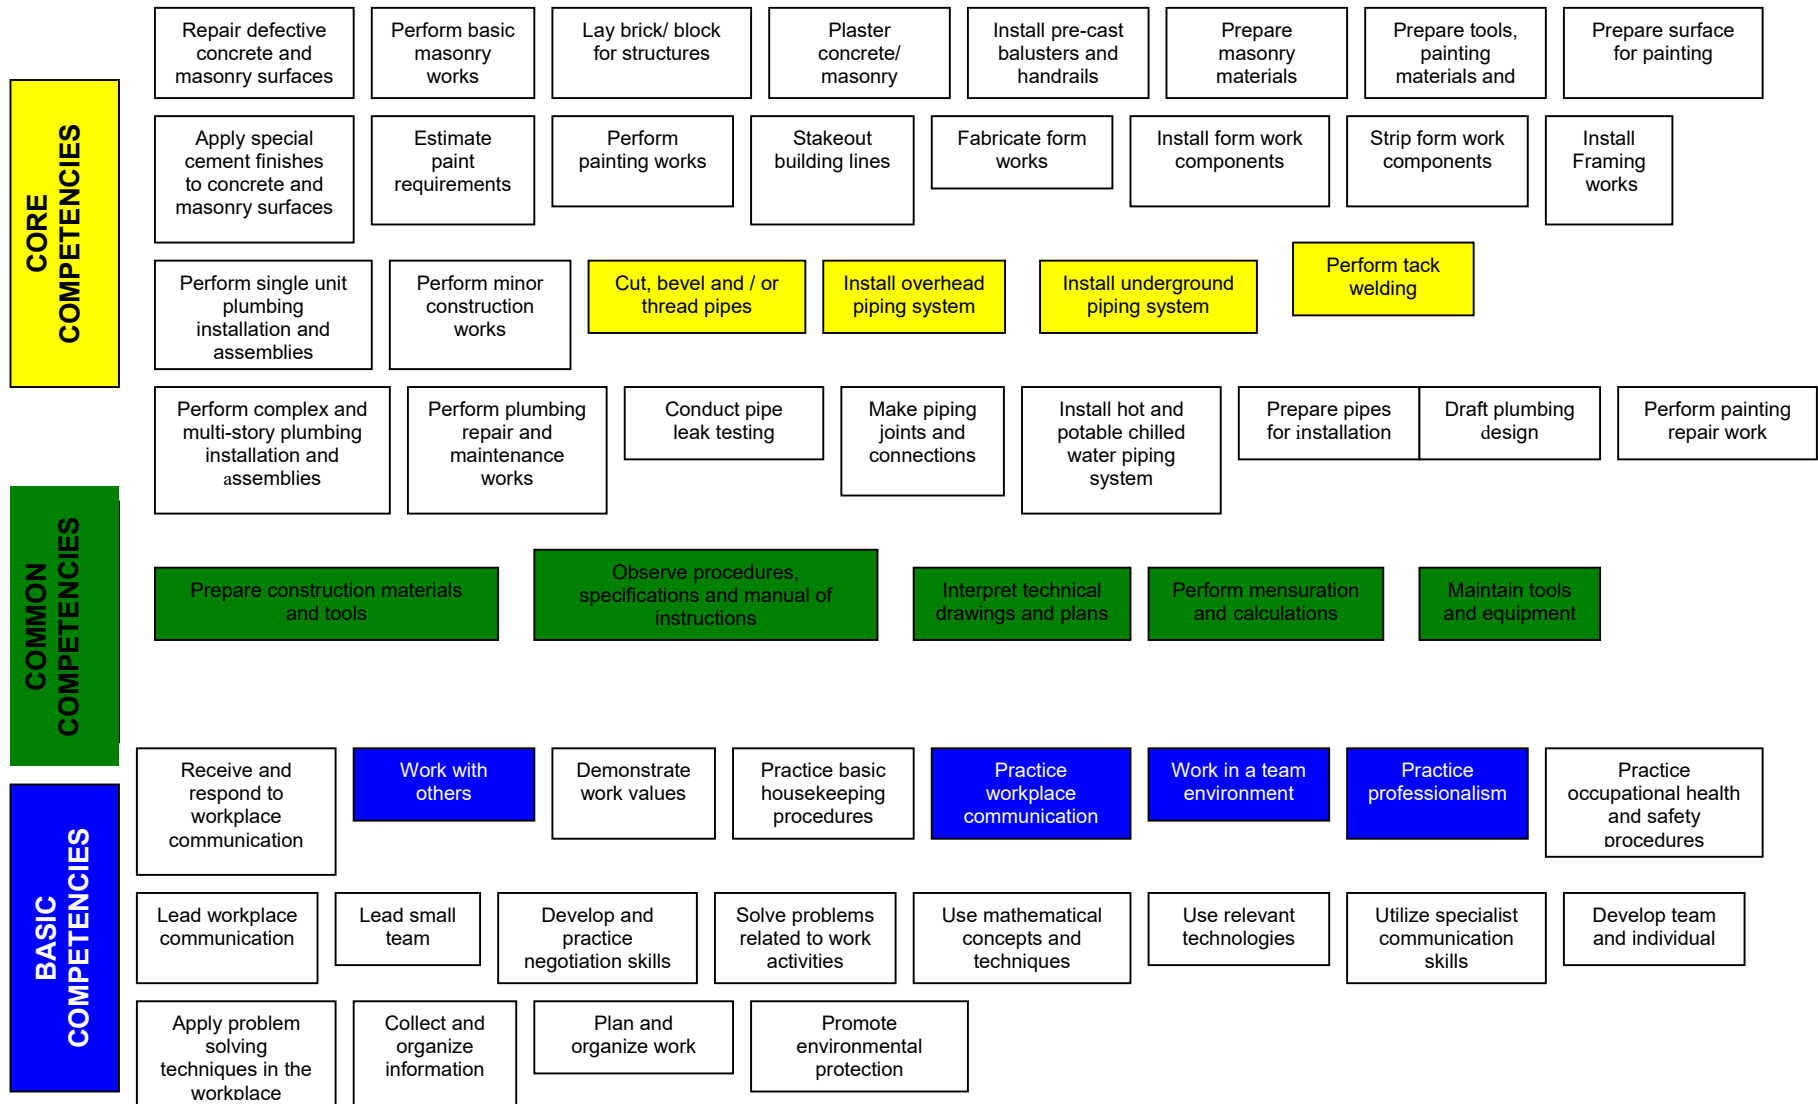 Repair defective
concrete and
masonry surfaces
Perform basic
masonry
works
Lay brick/ block
for structures
Plaster
concrete/
masonry
Install pre-cast
balusters and
handrails
Prepare
masonry
materials
Prepare tools,
painting
materials and
Prepare surface
for painting
CORE
COMPETENCIES
Apply special
cement finishes
to concrete and
masonry surfaces
Estimate
paint
requirements
Perform
painting works
Stakeout
building lines
Fabricate form
works
Install form work
components
Strip form work
components
Install
Framing
works
Perform single unit
plumbing
installation and
assemblies
Perform minor
construction
works
Cut, bevel and / or
thread pipes
Install overhead
piping system
Install underground
piping system
Perform tack
welding
Perform complex and
multi-story plumbing
installation and
assemblies
Perform plumbing
repair and
maintenance
works
Conduct pipe
leak testing
Make piping
joints and
connections
Install hot and
potable chilled
water piping
system
Prepare pipes
for installation
Draft plumbing
design
Perform painting
repair work
COMMON
COMPETENCIES
Prepare construction materials
and tools
Observe procedures,
specifications and manual of
instructions
Interpret technical
drawings and plans
Perform mensuration
and calculations
Maintain tools
and equipment
BASIC
COMPETENCIES
Receive and
respond to
workplace
communication
Work with
others
Demonstrate
work values
Practice basic
housekeeping
procedures
Practice
workplace
communication
Work in a team
environment
Practice
professionalism
Practice
occupational health
and safety
procedures
Lead workplace
communication
Lead small
team
Develop and
practice
negotiation skills
Solve problems
related to work
activities
Use mathematical
concepts and
techniques
Use relevant
technologies
Utilize specialist
communication
skills
Develop team
and individual
Apply problem
solving
techniques in the
workplace
Collect and
organize
information
Plan and
organize work
Promote
environmental
protection